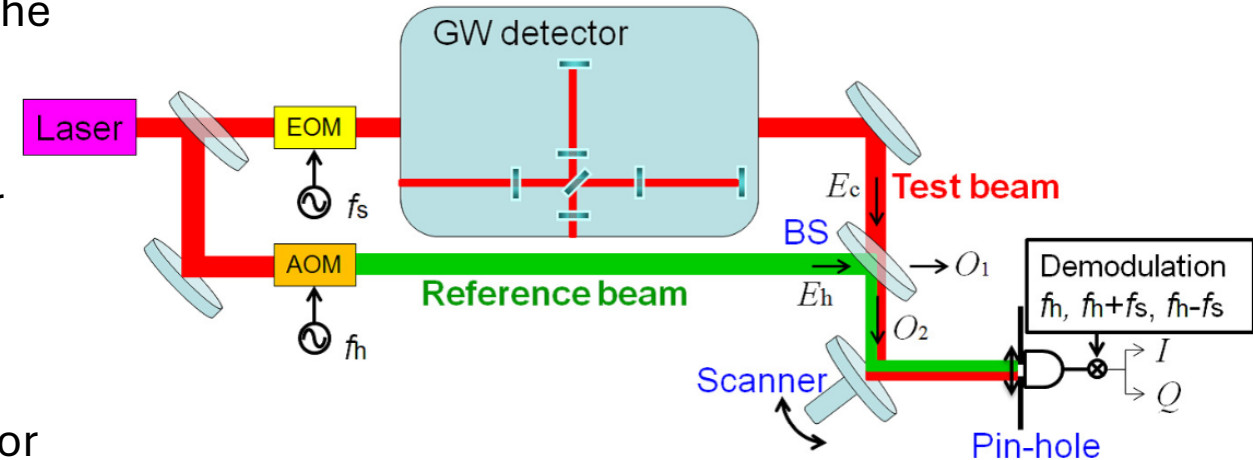 he
GW detector
Laser
EOM
fs
r
Ec
Test beam
BS
AOM
Reference beam
Eh
O1
Demodulation
fh, fh+fs, fh-fs
fh
O2
I
Scanner
Q
or
Pin-hole